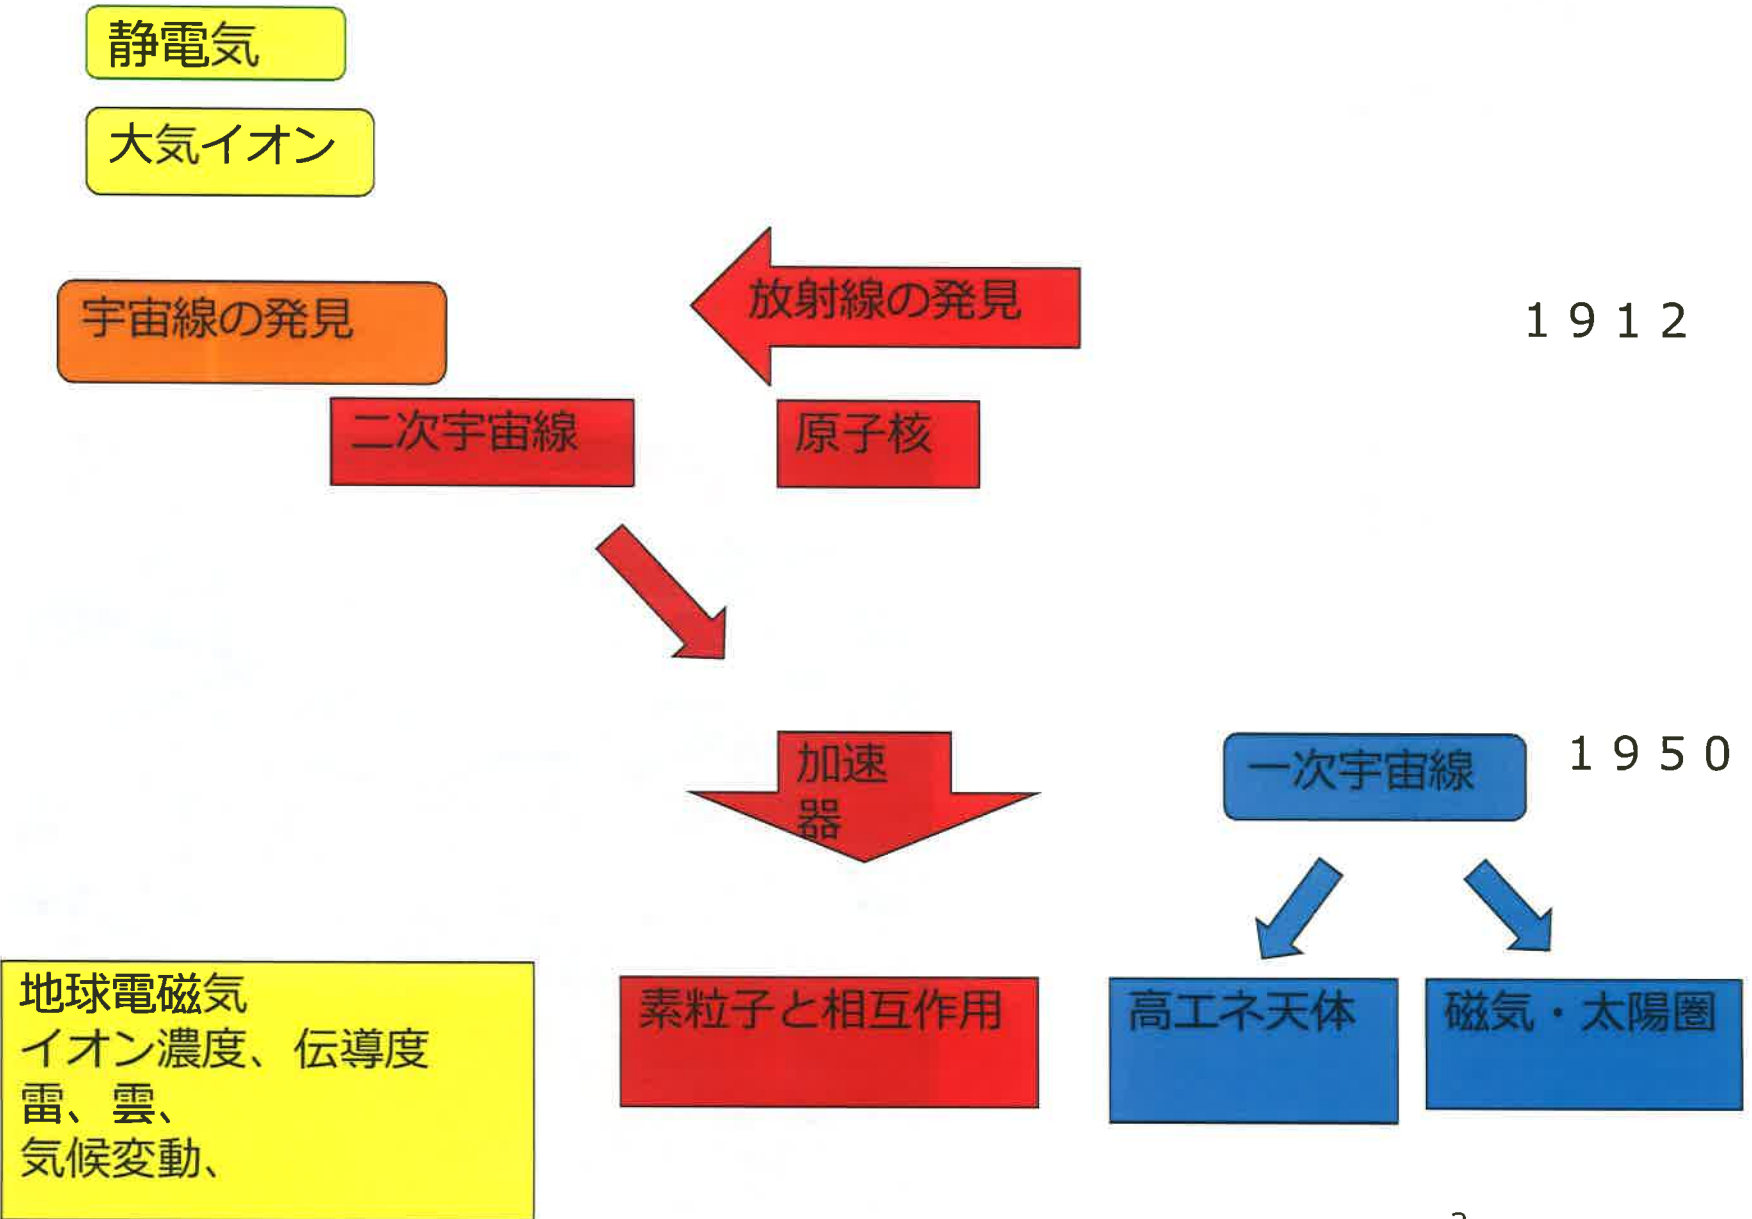 静電気
大気イオン
宇宙線の発見
放射線の発見
１９１２
二次宇宙線
原子核
加速
器
一次宇宙線
１９５０
地球電磁気
イオン濃度、伝導度
雷、雲、
気候変動、
素粒子と相互作用
高エネ天体
磁気・太陽圏